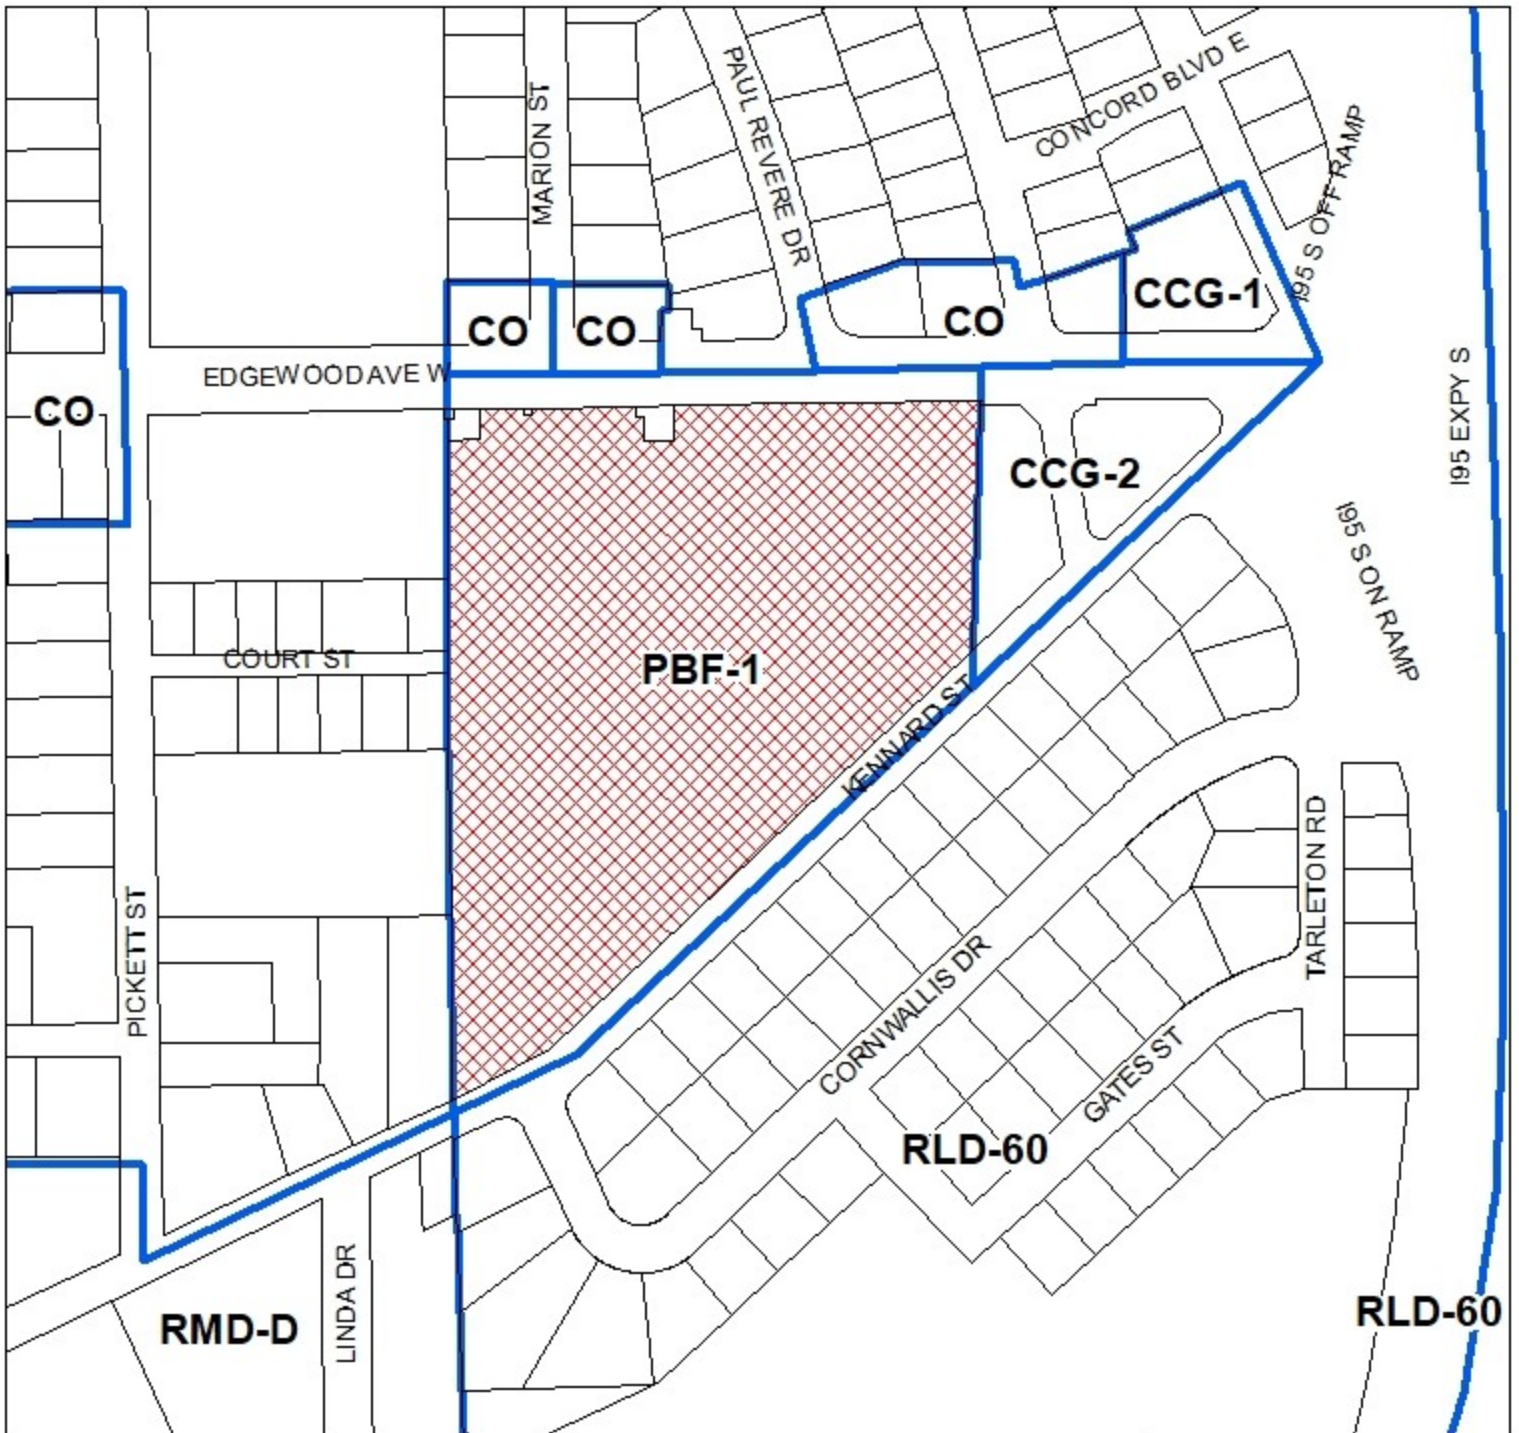 CONCORD BLVD E
PAUL REVERE DR
MARION ST
I95 S OFF RAMP
CCG-1
CO
CO
CO
EDGEWOOD AVE W
CO
I95 EXPY S
CCG-2
I95 S ON RAMP
COURT ST
PBF-1
KENNARD ST
TARLETON RD
PICKETT ST
CORNWALLIS DR
GATES ST
RLD-60
LINDA DR
RMD-D
RLD-60